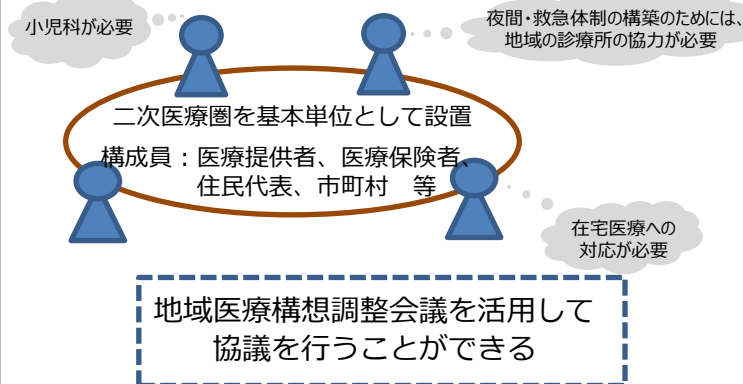 小児科が必要
夜間・救急体制の構築のためには、
地域の診療所の協力が必要
二次医療圏を基本単位として設置
構成員：医療提供者、医療保険者、
住民代表、市町村　等
在宅医療への
対応が必要
地域医療構想調整会議を活用して
協議を行うことができる